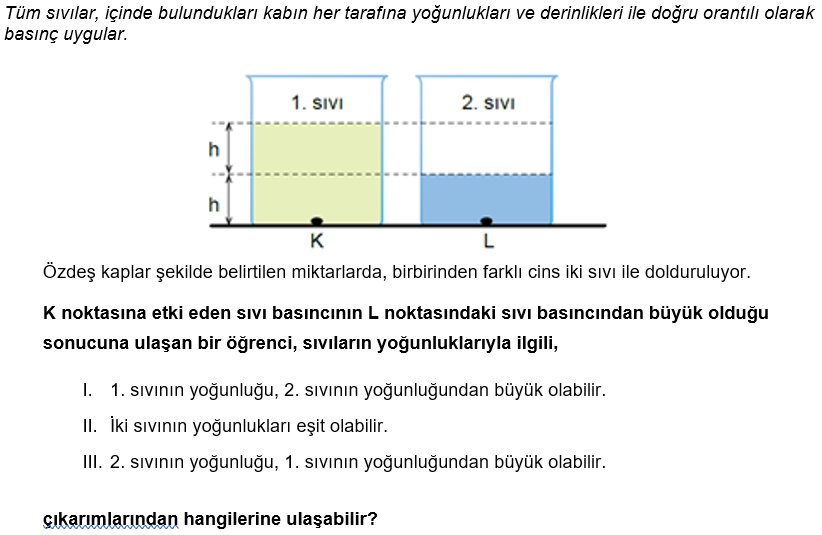 Tüm sıvılar, içinde bulundukları kabın her tarafına yoğunlukları ve derinlikleri ile doğru orantılı olarak
basınç uygular.
1. sıvı
2. sıvı
h
h
K
L
Özdeş kaplar şekilde belirtilen miktarlarda, birbirinden farklı cins iki sıvı ile dolduruluyor.
K noktasına etki eden sıvı basıncının L noktasındaki sıvı basıncından büyük olduğu
sonucuna ulaşan bir öğrenci, sıvıların yoğunluklarıyla ilgili,
I. 1. sıvının yoğunluğu, 2. sıvının yoğunluğundan büyük olabilir.
II. İki sıvının yoğunlukları eşit olabilir.
III. 2. sıvının yoğunluğu, 1. sıvının yoğunluğundan büyük olabilir.
çıkarımlarından hangilerine ulaşabilir?